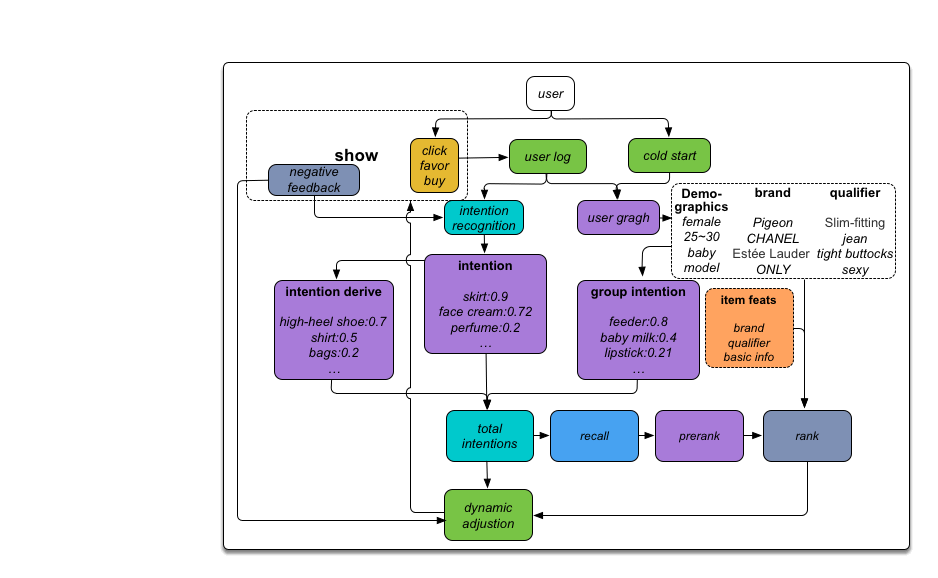 user
show
click
favor
buy
user log
cold start
negative
feedback
intention
recognition
user gragh
Demo-
graphics
female
25~30
baby
model
brand
Pigeon
CHANEL
Estée Lauder
ONLY
qualifier
Slim-fitting
jean
tight buttocks
sexy
intention
skirt:0.9
face cream:0.72
perfume:0.2
...
intention derive
high-heel shoe:0.7
shirt:0.5
bags:0.2
...
group intention
feeder:0.8
baby milk:0.4
lipstick:0.21
...
item feats
brand
qualifier
basic info
total
intentions
recall
prerank
rank
dynamic
adjustion